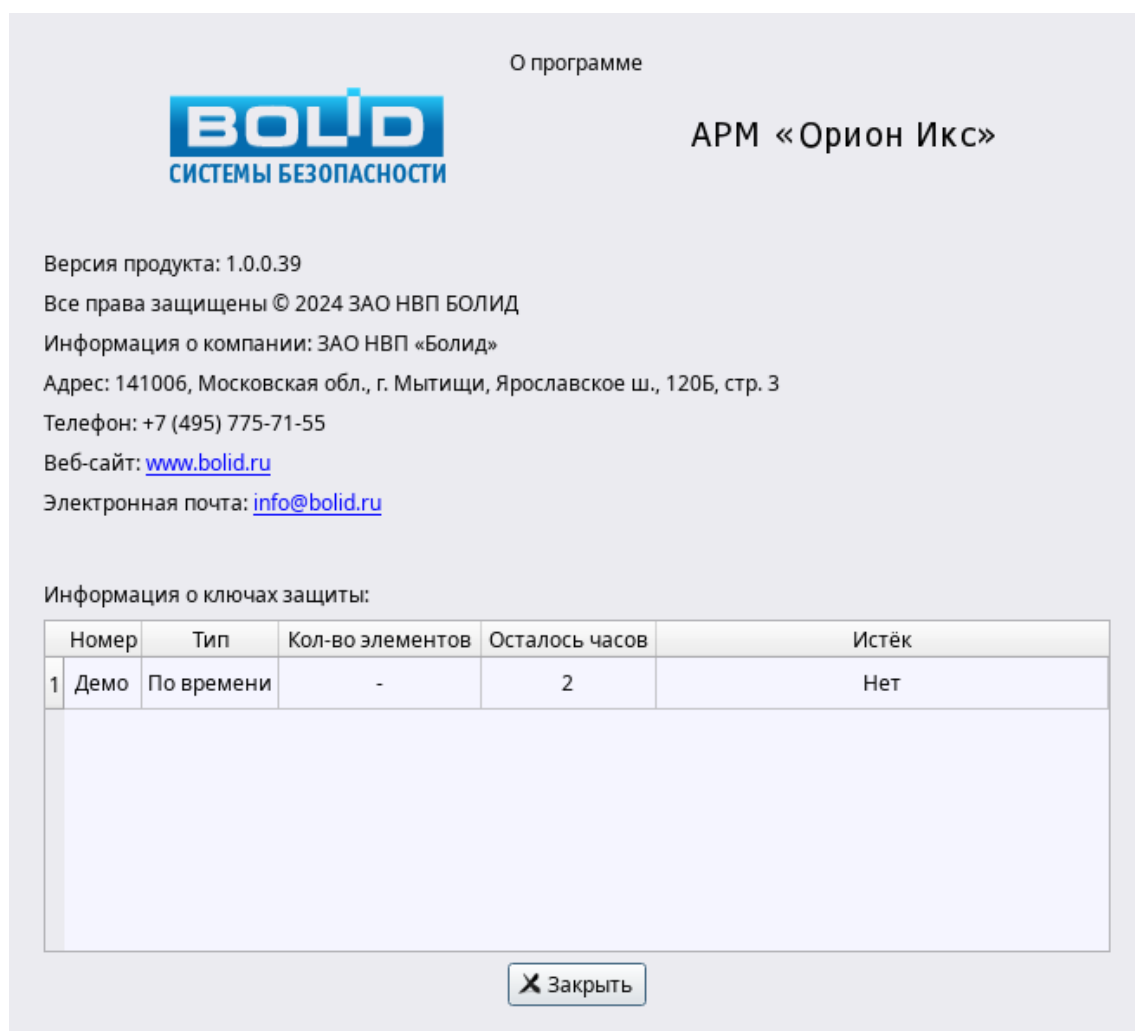 О программе
BOLID
СИСТЕМЫ БЕЗОПАСНОСТИ
АРМ «Орион Икс»
Версия продукта: 1.0.0.39
Все права защищены © 2024 ЗАО НВП БОЛИД
Информация о компании: ЗАО НВП «Болид»
Адрес: 141006, Московская обл., г. Мытищи, Ярославское ш., 120Б, стр. 3
Телефон: +7 (495) 775-71-55
Веб-сайт: www.bolid.ru
Электронная почта: info@bolid.ru
Информация о ключах защиты:
Номер Тип Кол-во элементов Осталось часов Истёк
1 Демо По времени - 2 Нет
Закрыть